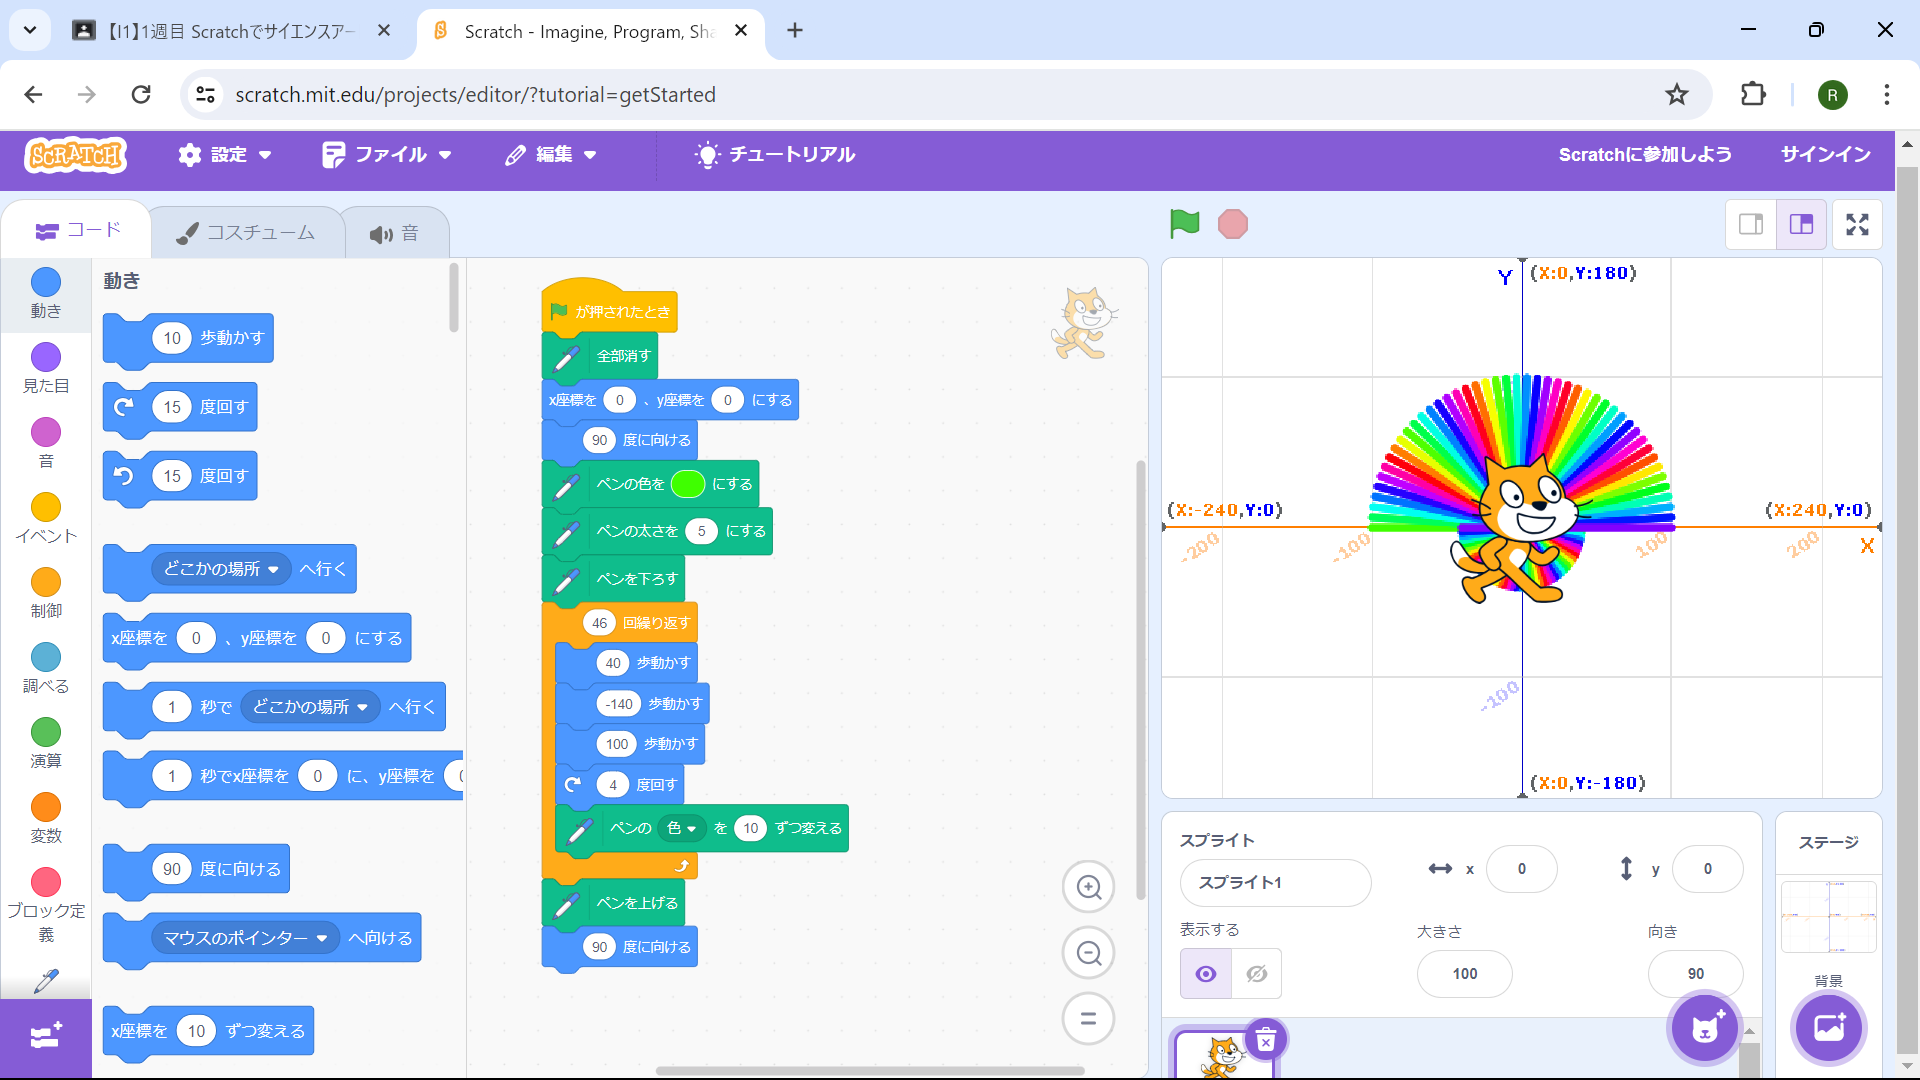 【I1】1週目 Scratchでサイエンスアー
Scratch - Imagine, Program, Sha
scratch.mit.edu/projects/editor/?tutorial=getStarted
R
SCRATCH
設定
ファイル
編集
チュートリアル
Scratchに参加しよう
サインイン
コード
コスチューム
音
動き
見た目
音
イベント
制御
調べる
演算
変数
ブロック定
義
動き
10 歩動かす
15 度回す
15 度回す
どこかの場所 へ行く
x座標を 0 、y座標を 0 にする
1 秒で どこかの場所 へ行く
1 秒でx座標を 0 に、y座標を 0
90 度に向ける
マウスのポインター へ向ける
x座標を 10 ずつ変える
が押されたとき
全部消す
x座標を 0 、y座標を 0 にする
90 度に向ける
ペンの色を にする
ペンの太さを 5 にする
ペンを下ろす
46 回繰り返す
40 歩動かす
-140 歩動かす
100 歩動かす
4 度回す
ペンの 色 を 10 ずつ変える
ペンを上げる
90 度に向ける
Y (X:0,Y:180)
(X:-240,Y:0)
(X:240,Y:0)
-200
-100
100
200
X
-100
(X:0,Y:-180)
スプライト
スプライト1
x 0
y 0
表示する
大きさ
100
向き
90
ステージ
背景